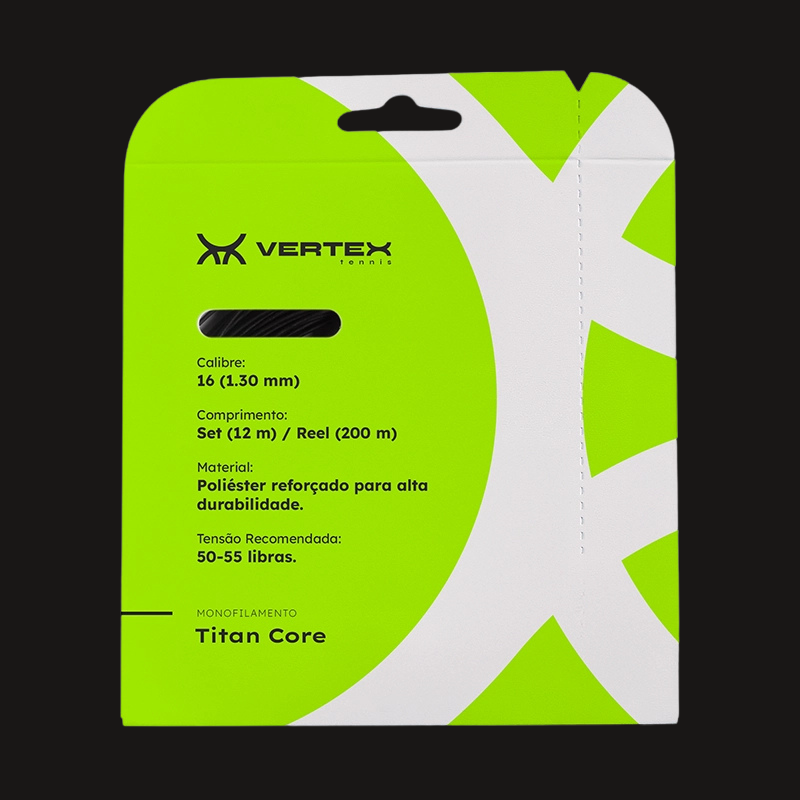 VERTEX
tennis
Calibre:
16 (1.30 mm)
Comprimento:
Set (12 m) / Reel (200 m)
Material:
Poliéster reforçado para alta
durabilidade.
Tensão Recomendada:
50-55 libras.
MONOFILAMENTO
Titan Core